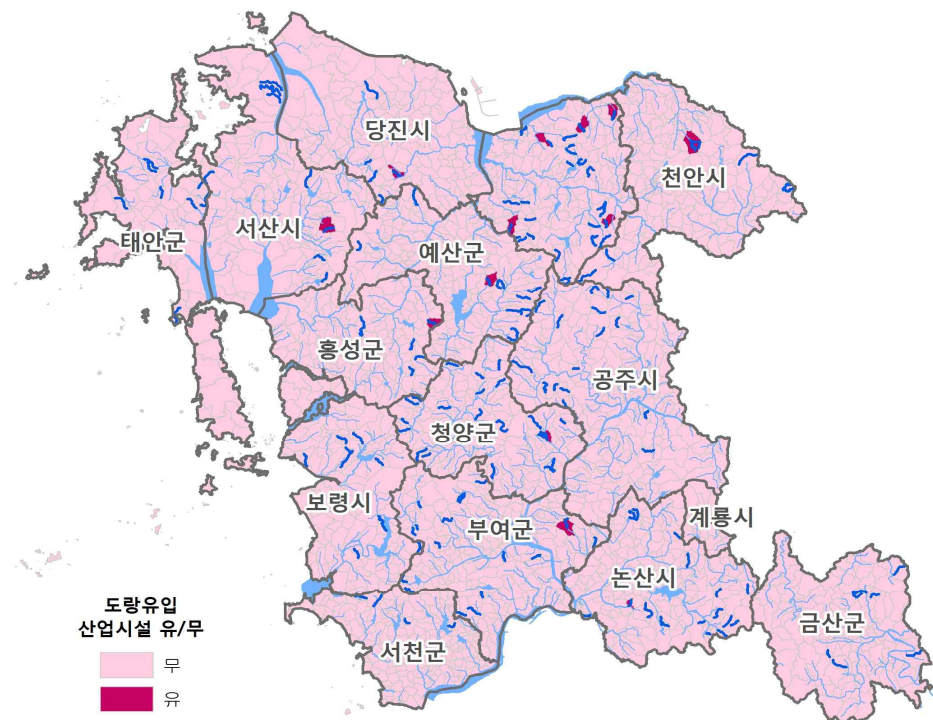 당진시
천안시
서산시
태안군
예산군
홍성군
공주시
청양군
보령시
부여군
계룡시
논산시
금산군
서천군
도랑유입
산업시설 유/무
무
유